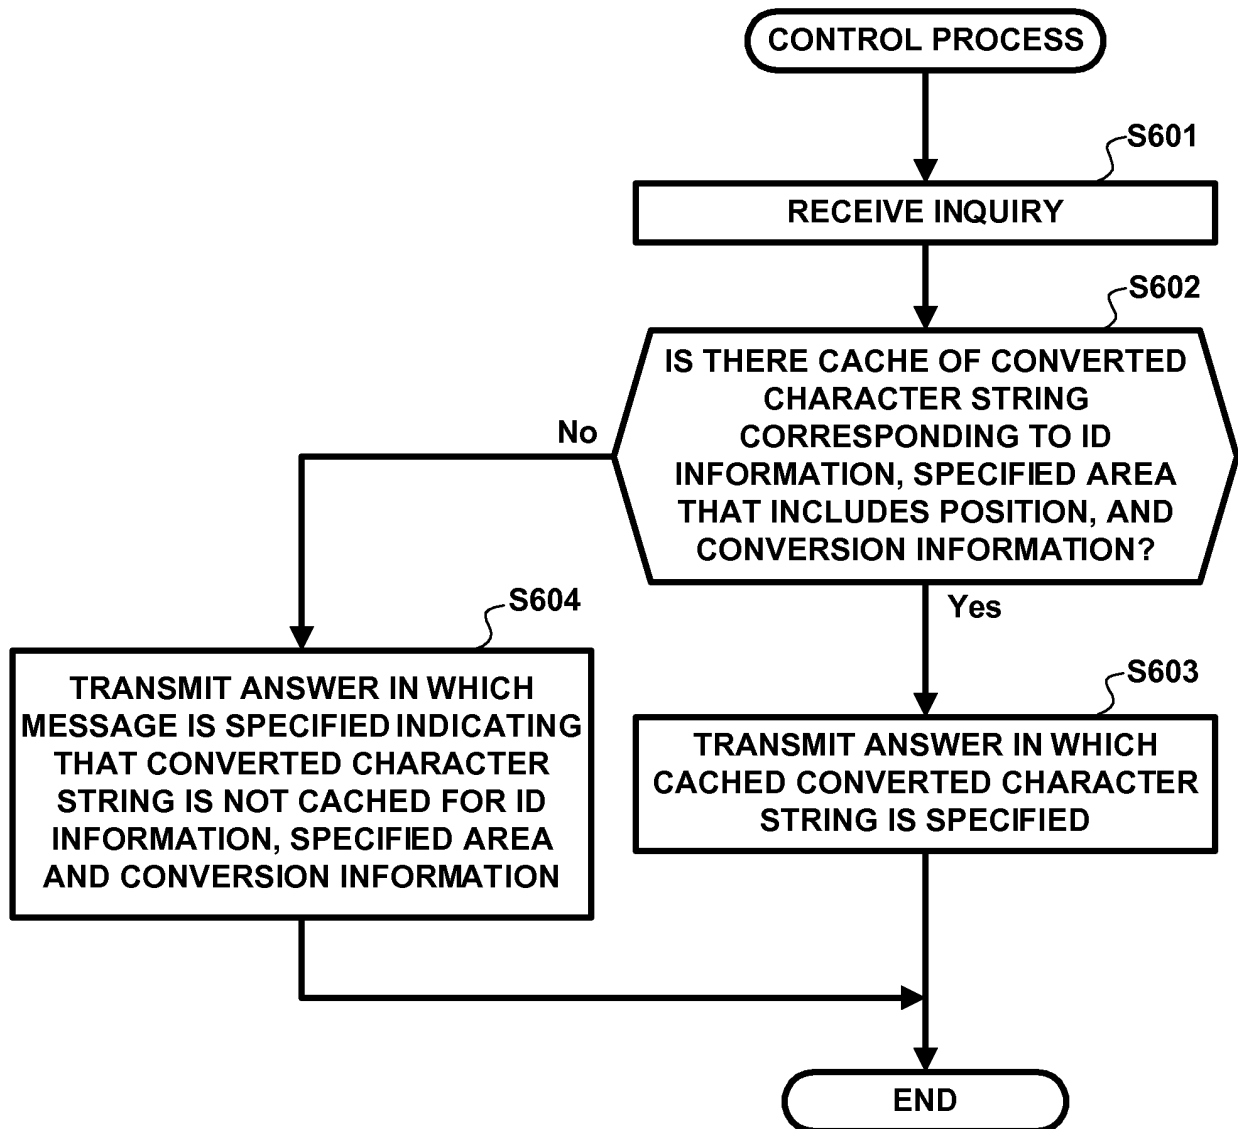 CONTROL PROCESS
S601
RECEIVE INQUIRY
S602
IS THERE CACHE OF CONVERTED
CHARACTER STRING
CORRESPONDING TO ID
INFORMATION, SPECIFIED AREA
THAT INCLUDES POSITION, AND
CONVERSION INFORMATION?
No
Yes
S604
TRANSMIT ANSWER IN WHICH
MESSAGE IS SPECIFIED INDICATING
THAT CONVERTED CHARACTER
STRING IS NOT CACHED FOR ID
INFORMATION, SPECIFIED AREA
AND CONVERSION INFORMATION
S603
TRANSMIT ANSWER IN WHICH
CACHED CONVERTED CHARACTER
STRING IS SPECIFIED
END